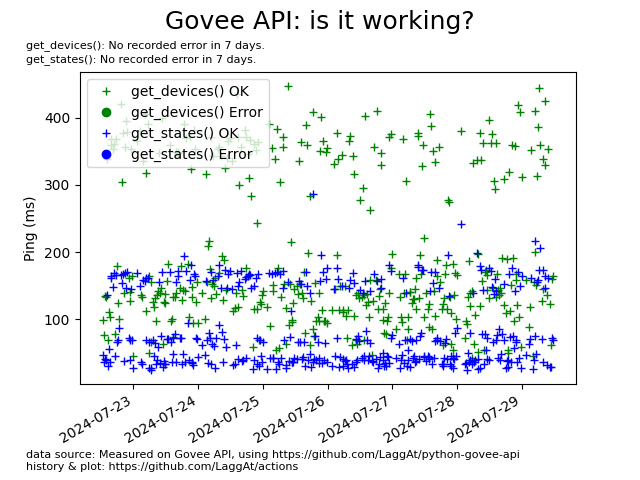 Govee API: is it working?
get_devices(): No recorded error in 7 days.
get_states(): No recorded error in 7 days.
get_devices() OK
get_devices() Error
get_states() OK
get_states() Error
400
300
200
100
Ping (ms)
2024-07-23
2024-07-24
2024-07-25
2024-07-26
2024-07-27
2024-07-28
2024-07-29
data source: Measured on Govee API, using https://github.com/LaggAt/python-govee-api
history & plot: https://github.com/LaggAt/actions